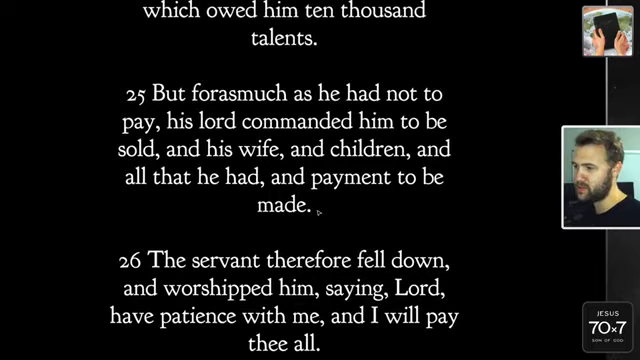 which owed him ten thousand
talents.
25 But forasmuch as he had not to
pay, his lord commanded him to be
sold, and his wife, and children, and
all that he had, and payment to be
made.
26 The servant therefore fell down,
and worshipped him, saying, Lord,
have patience with me, and I will pay
thee all.
JESUS
70×7
SON OF GOD